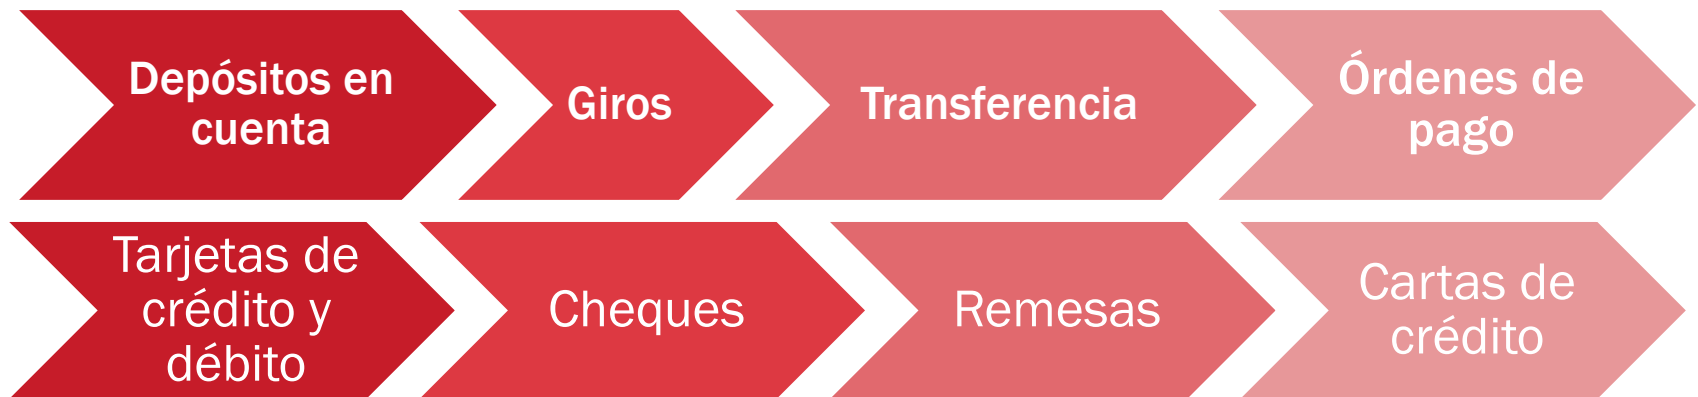 Depósitos en
cuenta
Giros
Transferencia
Órdenes de
pago
Tarjetas de
crédito y
débito
Cheques
Remesas
Cartas de
crédito